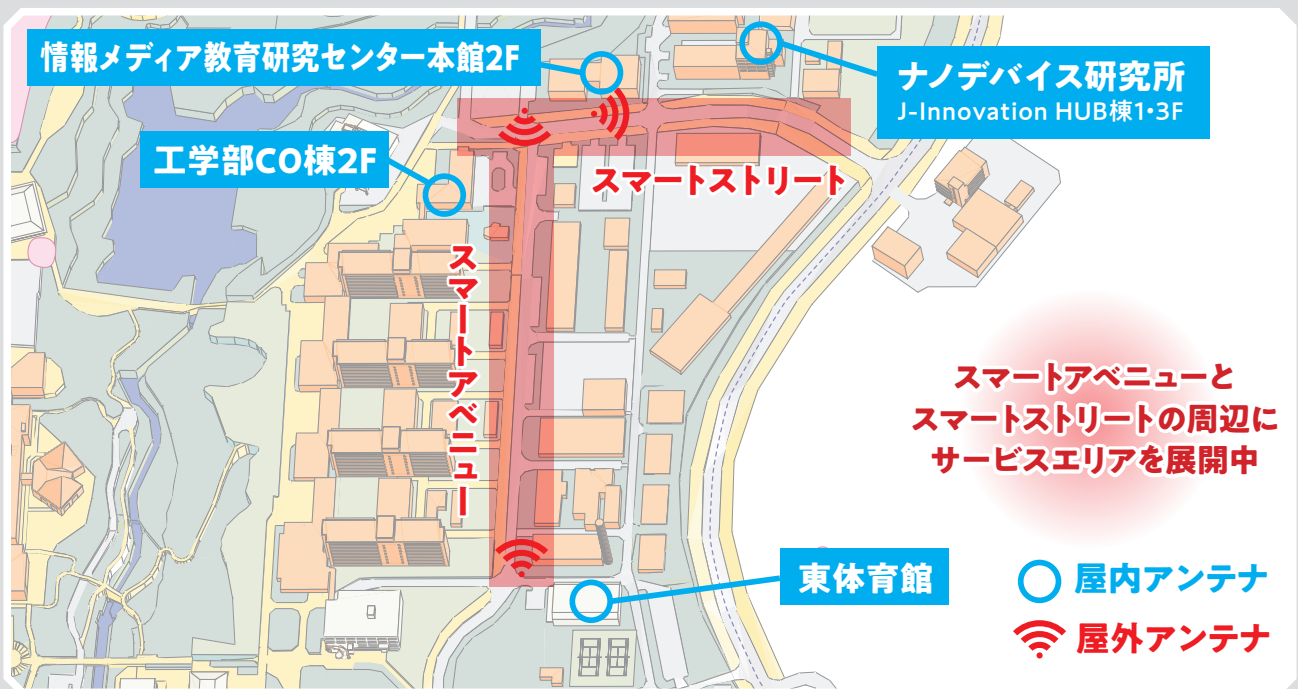 情報メディア教育研究センター本館2F
ナノデバイス研究所
J-Innovation HUB棟1・3F
工学部CO棟2F
スマートストリート
スマートアベニュー
スマートアベニューと
スマートストリートの周辺に
サービスエリアを展開中
東体育館
屋内アンテナ
屋外アンテナ